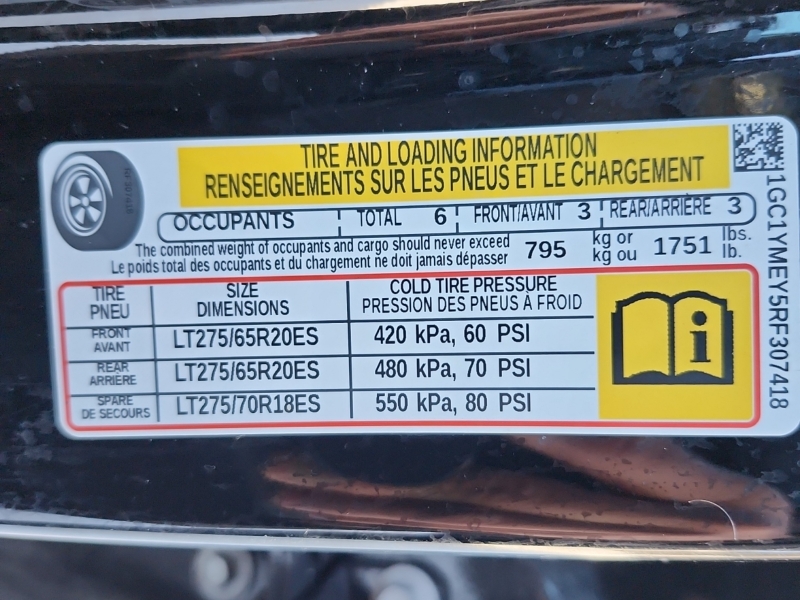 TIRE AND LOADING INFORMATION
RENSEIGNEMENTS SUR LES PNEUS ET LE CHARGEMENT
OCCUPANTS TOTAL 6 FRONT/AVANT 3 REAR/ARRIÈRE 3
The combined weight of occupants and cargo should never exceed
Le poids total des occupants et du chargement ne doit jamais dépasser
795 kg or kg ou 1751 lbs. lb.
TIRE PNEU SIZE DIMENSIONS COLD TIRE PRESSURE PRESSION DES PNEUS À FROID
FRONT AVANT LT275/65R20ES 420 kPa, 60 PSI
REAR ARRIÈRE LT275/65R20ES 480 kPa, 70 PSI
SPARE DE SECOURS LT275/70R18ES 550 kPa, 80 PSI
1GC1YMEY5RF307418
RF307418